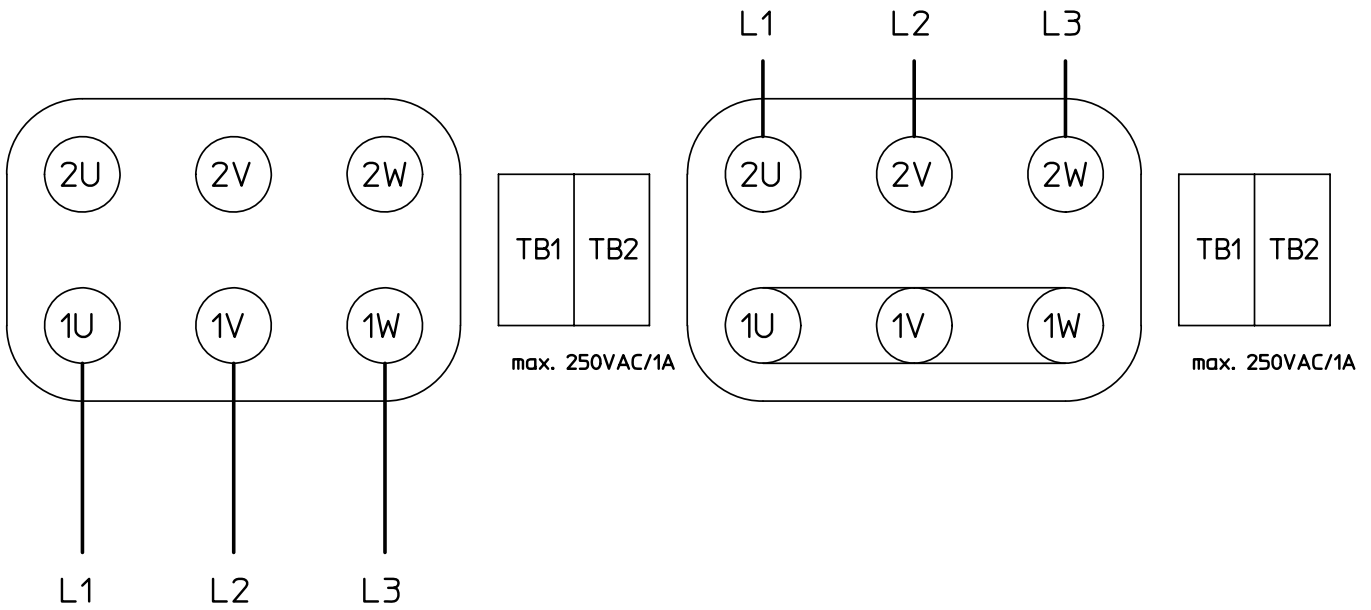 L1 L2 L3
2U 2V 2W
2U 2V 2W
TB1 TB2
TB1 TB2
1U 1V 1W
1U 1V 1W
max. 250VAC/1A
max. 250VAC/1A
L1 L2 L3